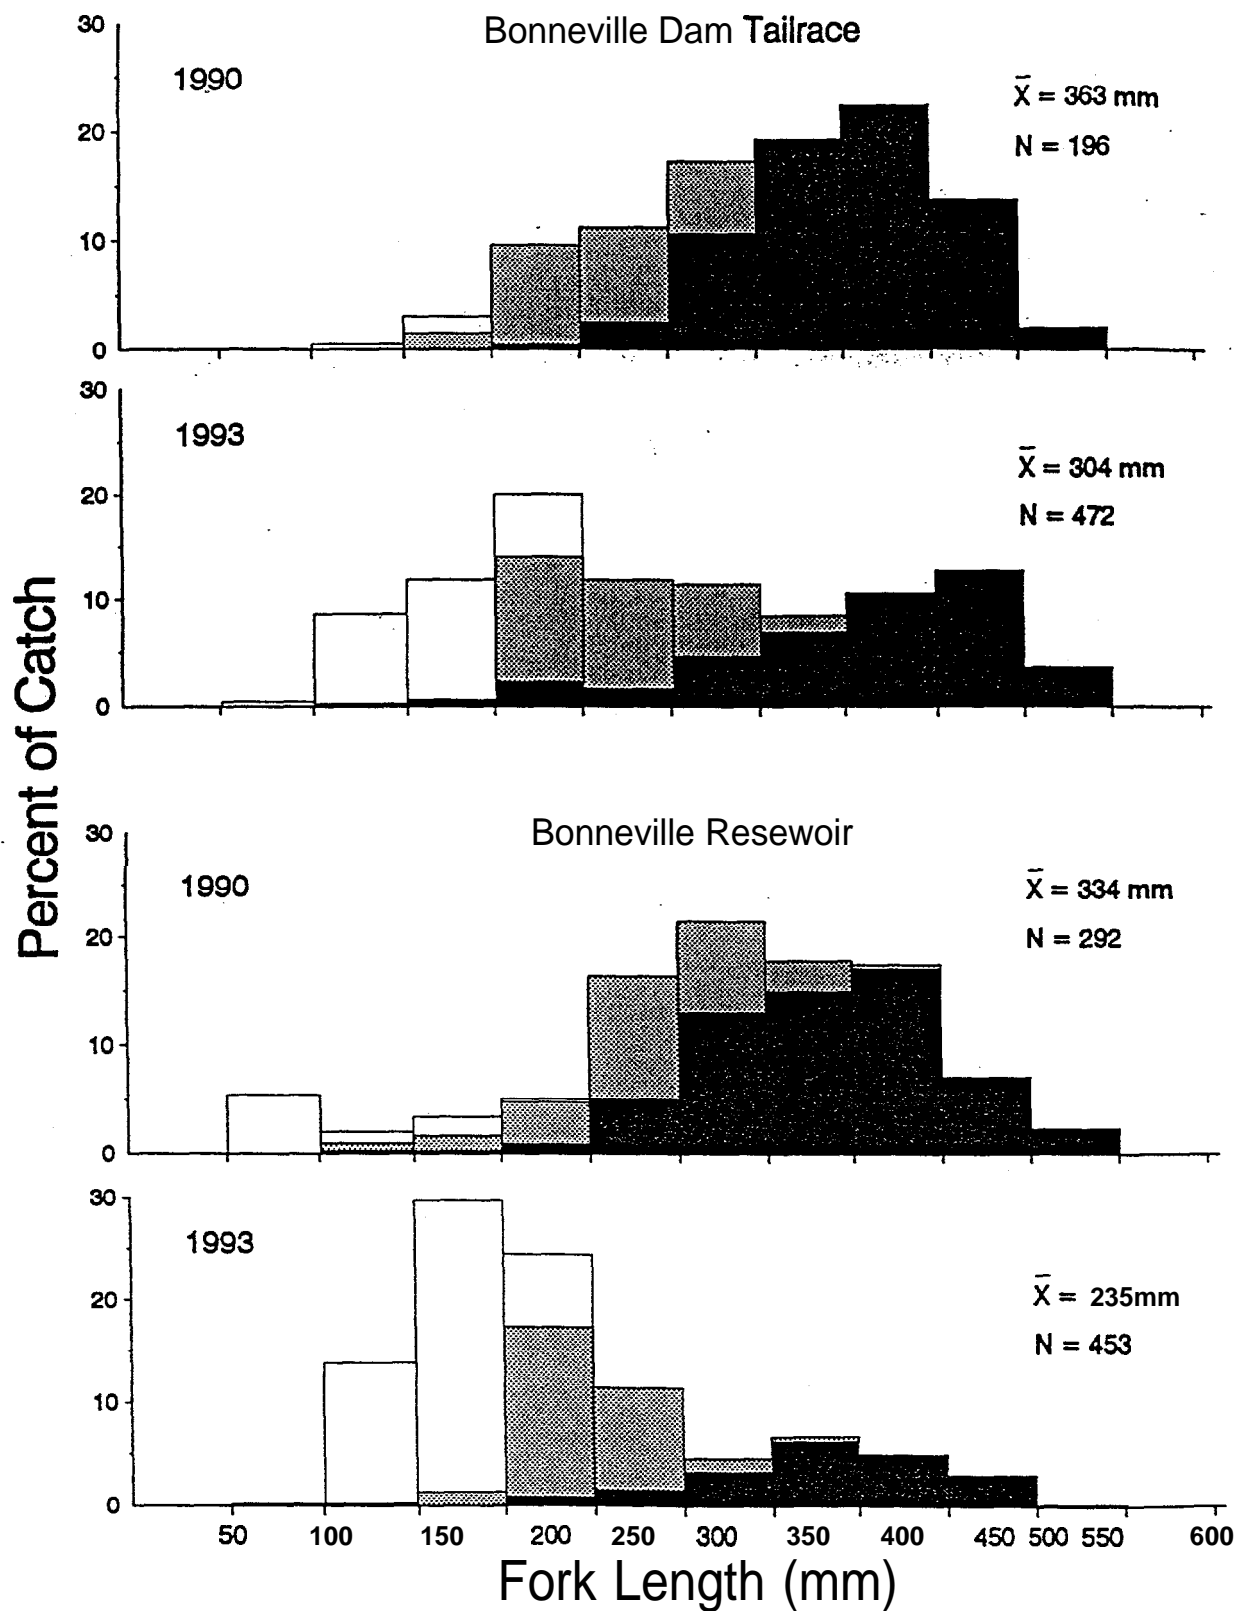 Bonneville Dam Tailrace
30
20
10
0
1990
X̄ = 363 mm
N = 196
30
20
10
0
1993
X̄ = 304 mm
N = 472
Percent of Catch
Bonneville Resewoir
30
20
10
0
1990
X̄ = 334 mm
N = 292
30
20
10
0
1993
X̄ = 235mm
N = 453
50 100 150 200 250 300 350 400 450 500 550 600
Fork Length (mm)